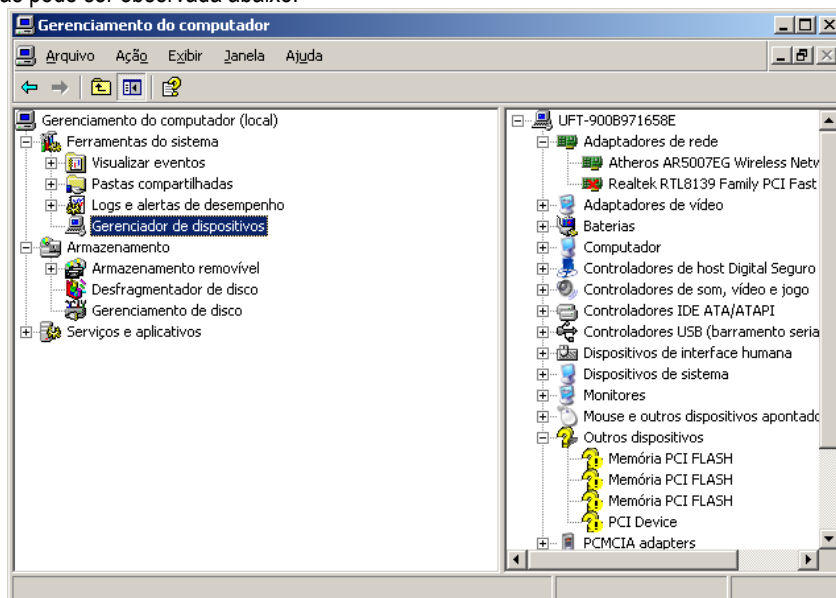 as pode ser observada abaixo.
Gerenciamento do computador
Arquivo Ação Exibir Janela Ajuda
Gerenciamento do computador (local)
Ferramentas do sistema
Visualizar eventos
Pastas compartilhadas
Logs e alertas de desempenho
Gerenciador de dispositivos
Armazenamento
Armazenamento removível
Desfragmentador de disco
Gerenciamento de disco
Serviços e aplicativos
UFT-900B971658E
Adaptadores de rede
Atheros AR5007EG Wireless Netw
Realtek RTL8139 Family PCI Fast
Adaptadores de vídeo
Baterias
Computador
Controladores de host Digital Seguro
Controladores de som, vídeo e jogo
Controladores IDE ATA/ATAPI
Controladores USB (barramento seria
Dispositivos de interface humana
Dispositivos de sistema
Monitores
Mouse e outros dispositivos apontado
Outros dispositivos
Memória PCI FLASH
Memória PCI FLASH
Memória PCI FLASH
PCI Device
PCMCIA adapters